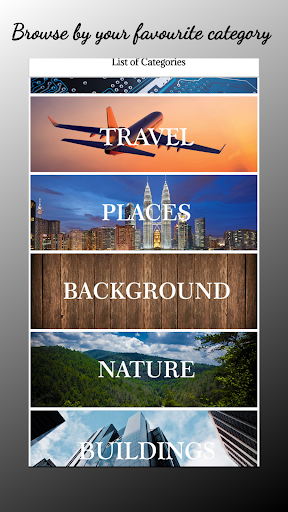 Browse by your favourite category
List of Categories
TRAVEL
PLACES
BACKGROUND
NATURE
BUILDINGS